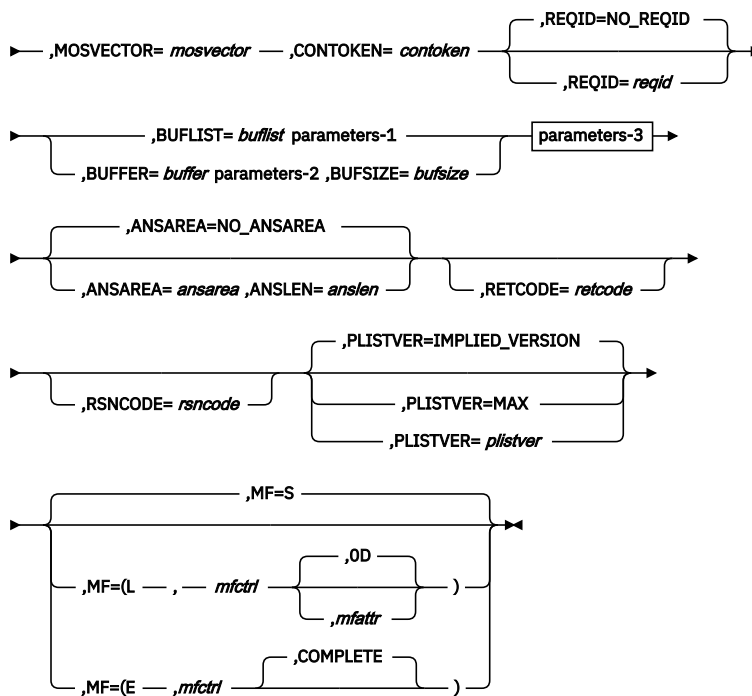 ,REQID=NO_REQID
,MOSVECTOR= mosvector ,CONTOKEN= contoken
,REQID= reqid
,BUFLIST= buflist parameters-1
parameters-3
,BUFFER= buffer parameters-2 ,BUFSIZE= bufsize
,ANSAREA=NO_ANSAREA
,ANSAREA= ansarea ,ANSLEN= anslen
,RETCODE= retcode
,PLISTVER=IMPLIED_VERSION
,RSNCODE= rsncode
,PLISTVER=MAX
,PLISTVER= plistver
,MF=S
,0D
,MF=(L , mfctrl )
,mfattr
,COMPLETE
,MF=(E ,mfctrl )